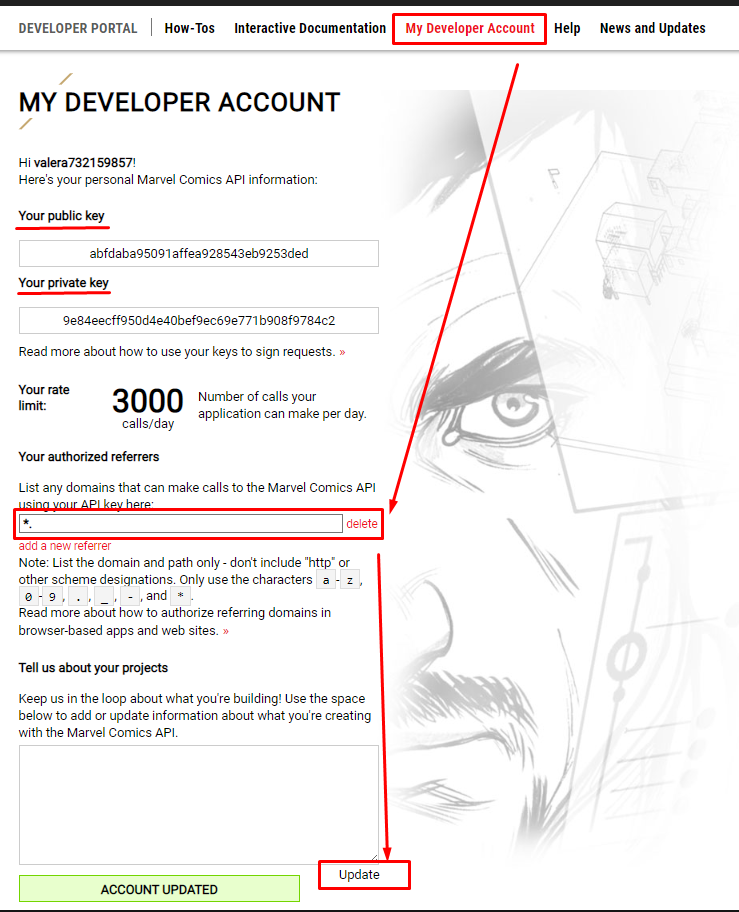 DEVELOPER PORTAL How-Tos Interactive Documentation My Developer Account Help News and Updates
MY DEVELOPER ACCOUNT
Hi valera732159857!
Here's your personal Marvel Comics API information:
Your public key
abfdaba95091affea928543eb9253ded
Your private key
9e84eecff950d4e40bef9ec69e771b908f9784c2
Read more about how to use your keys to sign requests. »
Your rate
limit:
3000
calls/day
Number of calls your
application can make per day.
Your authorized referrers
List any domains that can make calls to the Marvel Comics API
using your API key here:
*. delete
add a new referrer
Note: List the domain and path only - don't include "http" or
other scheme designations. Only use the characters a-z,
0-9, ., _, -, and *.
Read more about how to authorize referring domains in
browser-based apps and web sites. »
Tell us about your projects
Keep us in the loop about what you're building! Use the space
below to add or update information about what you're creating
with the Marvel Comics API.
Update
ACCOUNT UPDATED